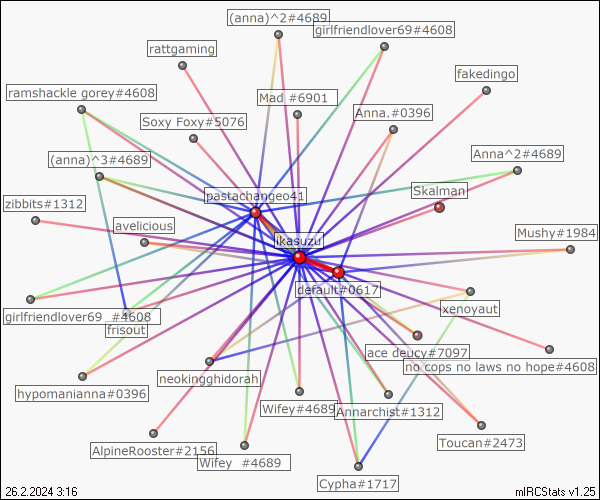 (anna)^2#4689
girlfriendlover69#4608
rattgaming
fakedingo
ramshackle gorey#4608
Mad #6901
Anna.#0396
Soxy Foxy#5076
(anna)^3#4689
Anna^2#4689
Skalman
pastachangeo41
zibbits#1312
avelicious
Mushy#1984
likasuzu
default#0617
xenoyaut
girlfriendlover69 #4608
frisout
ace deucy#7097
no cops no laws no hope#4608
neokingghidorah
hypomanianna#0396
Wifey#4689
Annarchist#1312
Toucan#2473
AlpineRooster#2156
Wifey #4689
Cypha#1717
26.2.2024 3:16
mIRCStats v1.25